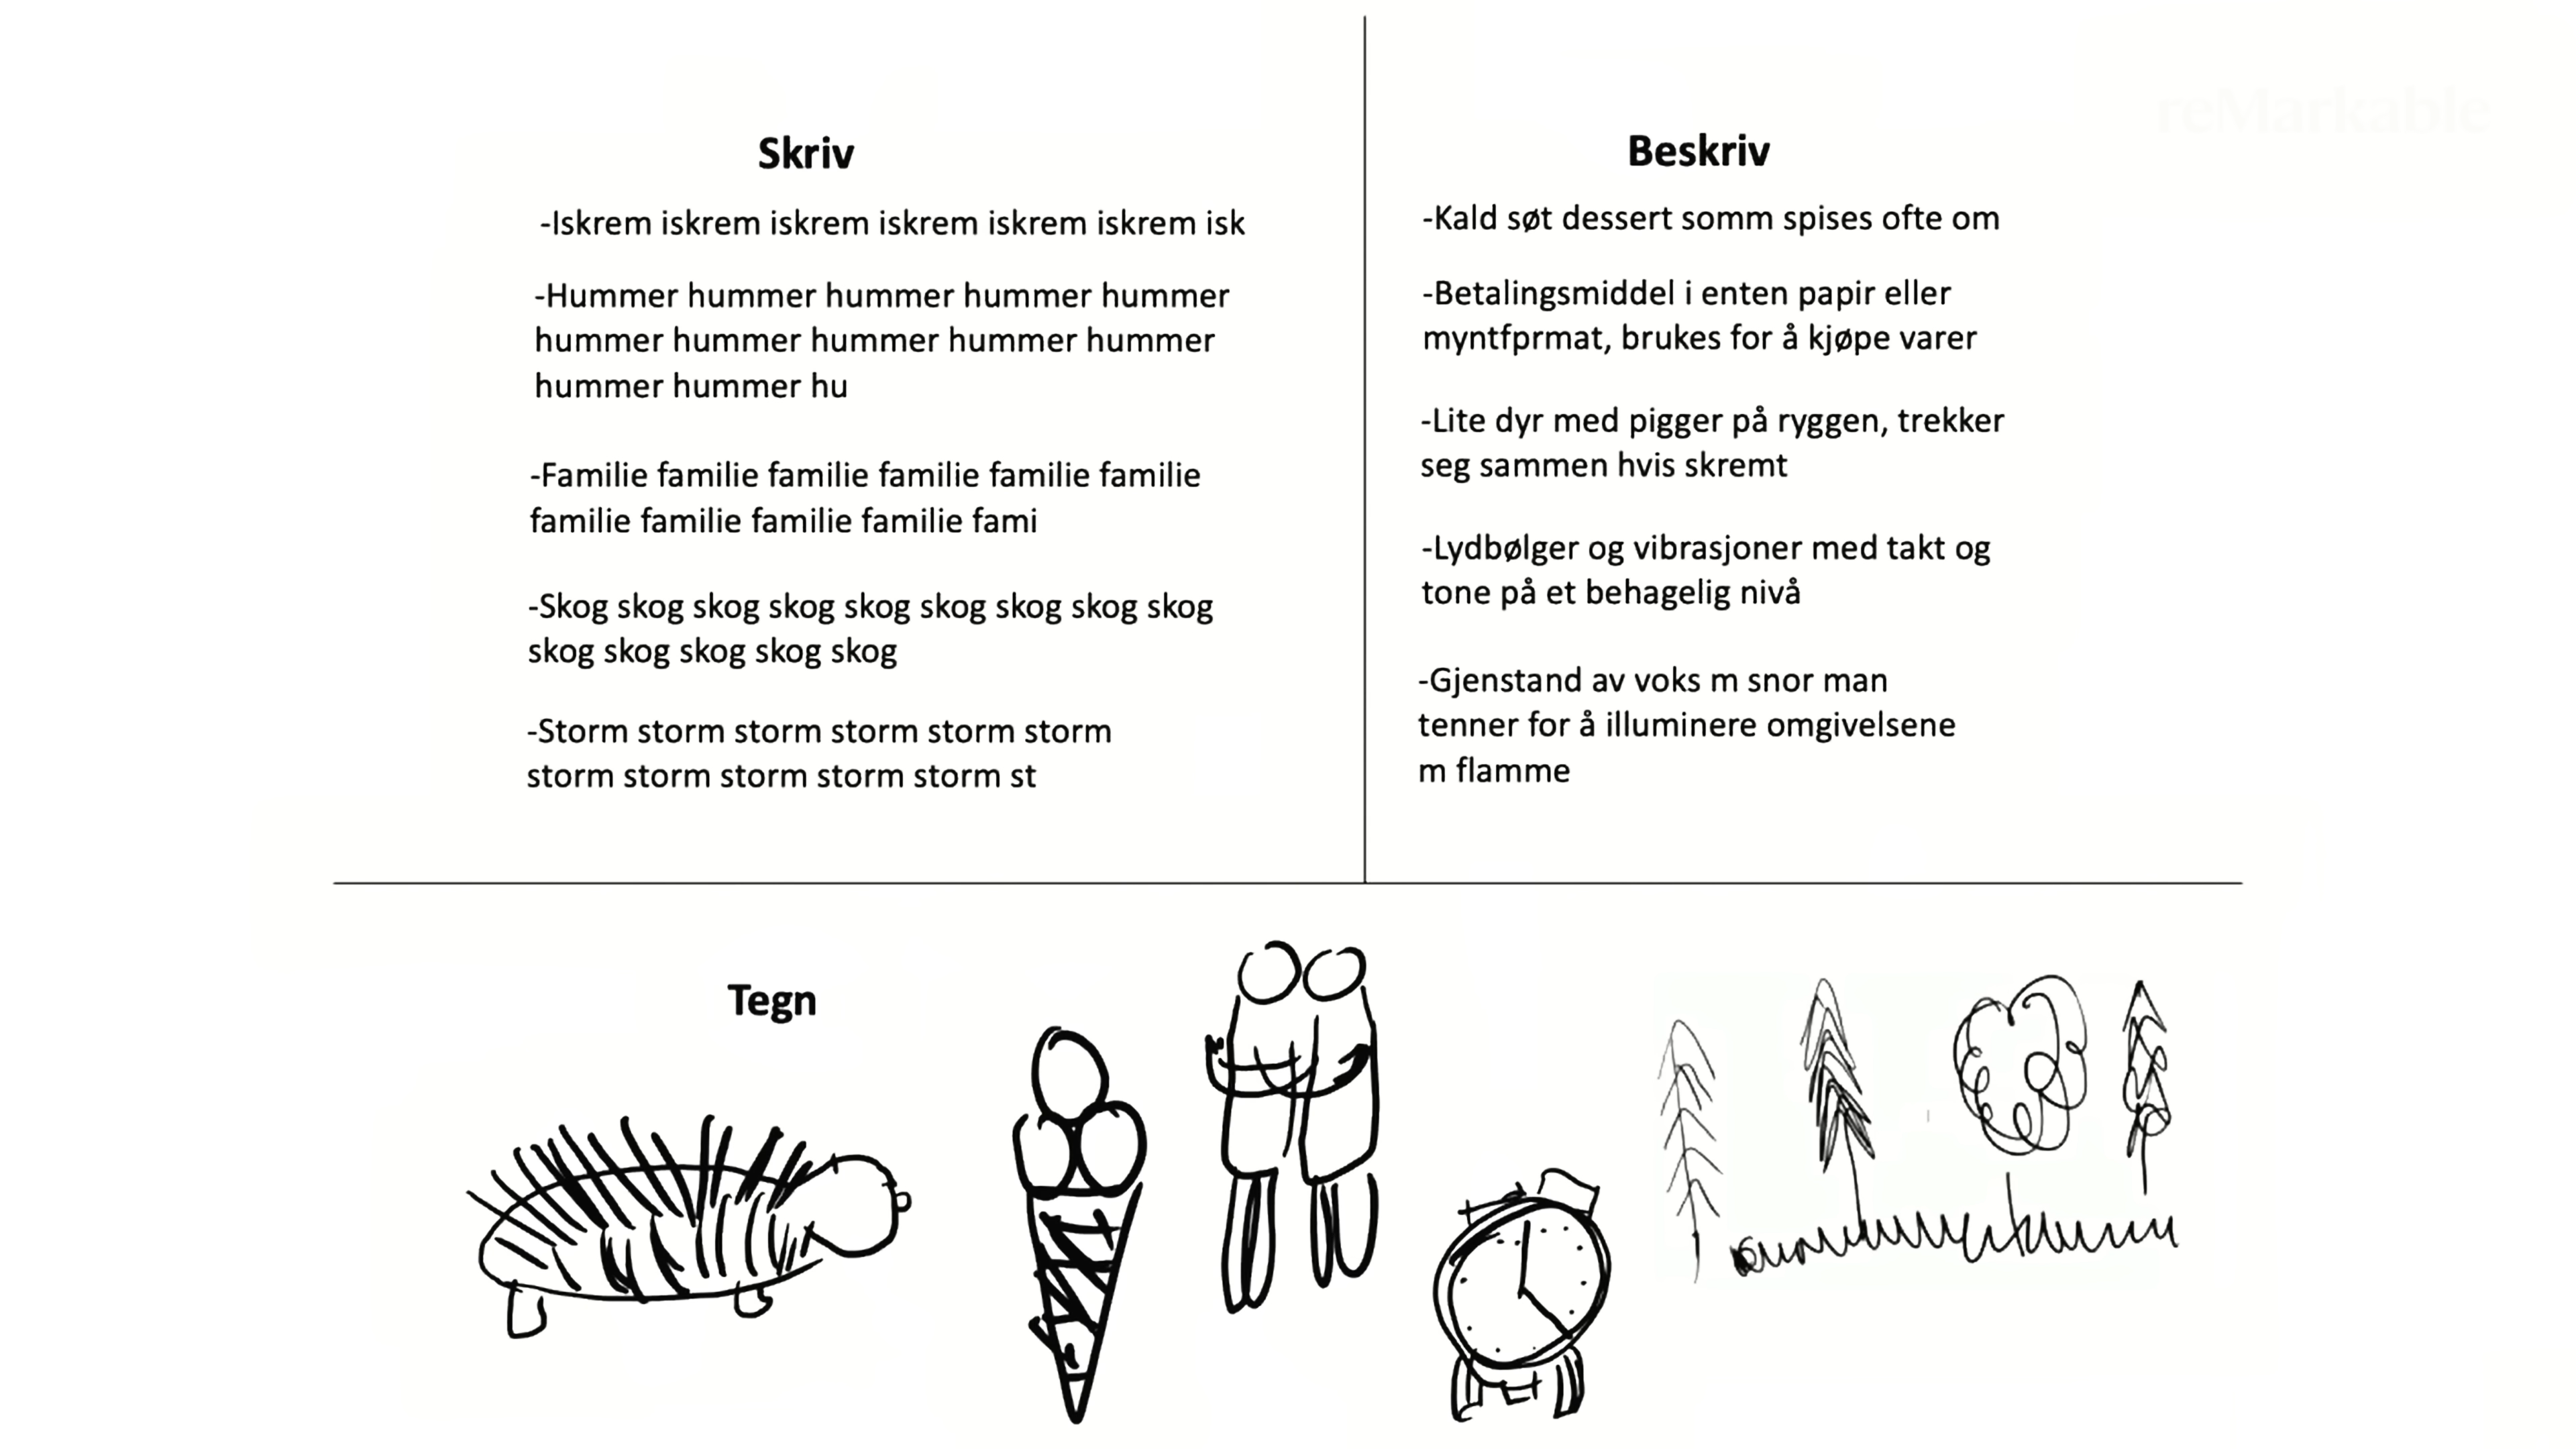 reMarkable
Skriv
-Iskrem iskrem iskrem iskrem iskrem iskrem isk
-Hummer hummer hummer hummer hummer
hummer hummer hummer hummer hummer
hummer hummer hu
-Familie familie familie familie familie familie
familie familie familie familie fami
-Skog skog skog skog skog skog skog skog skog
skog skog skog skog skog
-Storm storm storm storm storm storm
storm storm storm storm storm st
Beskriv
-Kald søt dessert somm spises ofte om
-Betalingsmiddel i enten papir eller
myntfprmat, brukes for å kjøpe varer
-Lite dyr med pigger på ryggen, trekker
seg sammen hvis skremt
-Lydbølger og vibrasjoner med takt og
tone på et behagelig nivå
-Gjenstand av voks m snor man
tenner for å illuminere omgivelsene
m flamme
Tegn